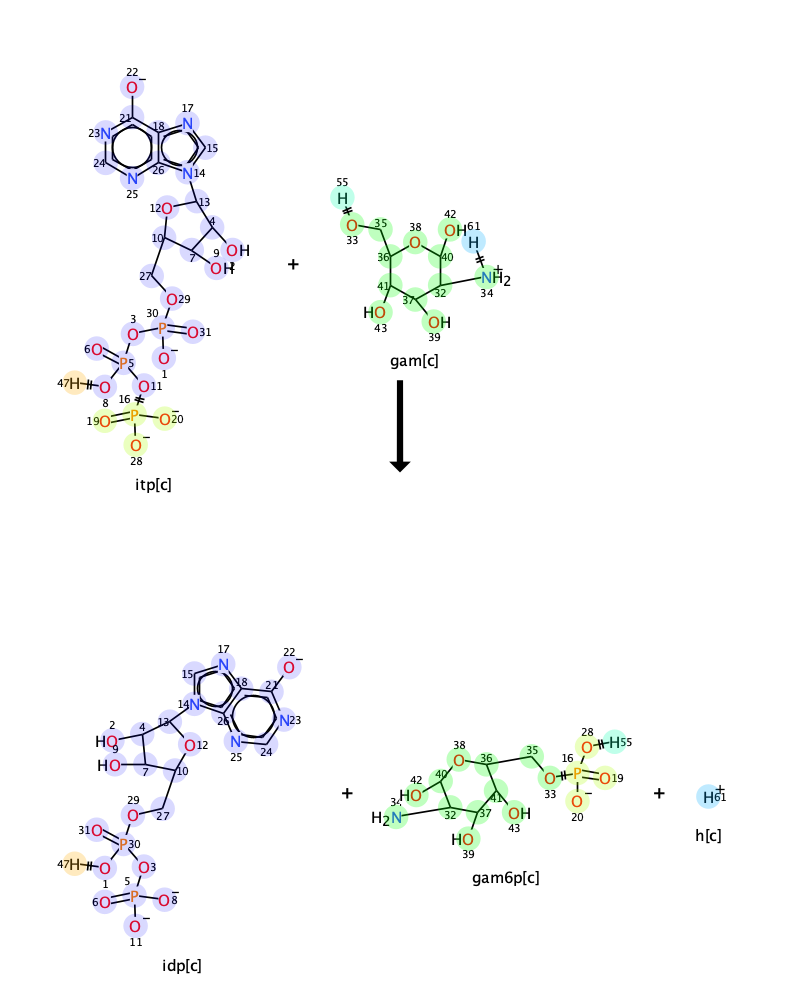 22
O−
21
17
23 N
18
N
24
15
N
26
N 14
25
12 O
13
4
10
9
OH
7
OH
27
O 29
3
30
O
P
O 31
6 O
P 5
O
1
47 H
O
O 11
8
16
19 O
P
O− 20
O−
28
itp[c]
+
55
H
35
38
42
O
O
OH
61
H
33
36
40
41
32
NH2+
HO
37
34
43
OH
39
gam[c]
17
22
N
O−
15
18
21
14 N
26
N 23
2
4
13
N
24
HO
O 12
25
9
HO
7
10
29
27
O
31 O
P 30
47 H
O
O 3
1
5
6 O
P
O− 8
O−
11
idp[c]
+
38
36
35
28
O
O
H 55
42
40
16
HO
O
P
O 19
34
41
33
H2N
32
37
OH
O−
HO
43
20
39
gam6p[c]
+
H+
61
h[c]